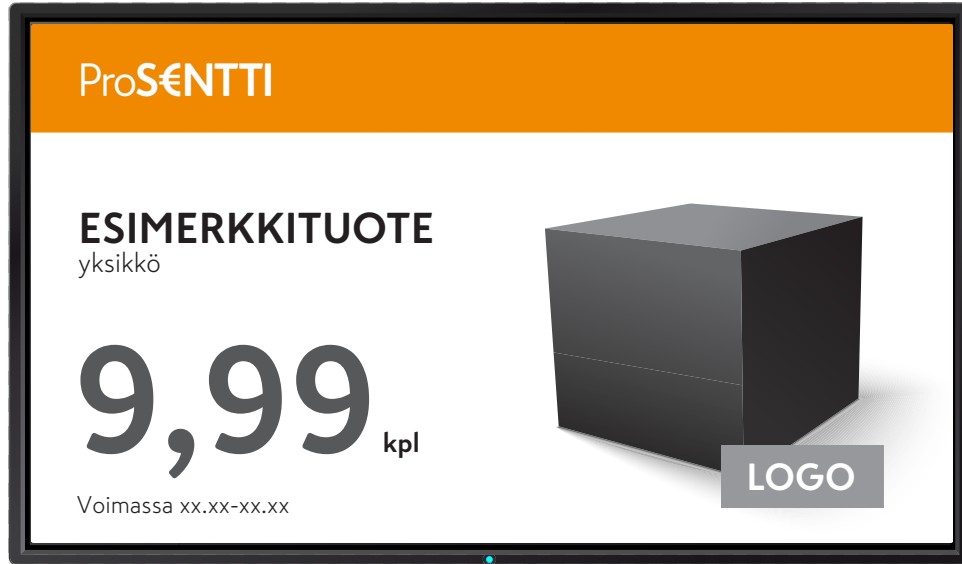 ProS€NTTI
ESIMERKKITUOTE
yksikkö
9,99 kpl
Voimassa xx.xx-xx.xx
LOGO